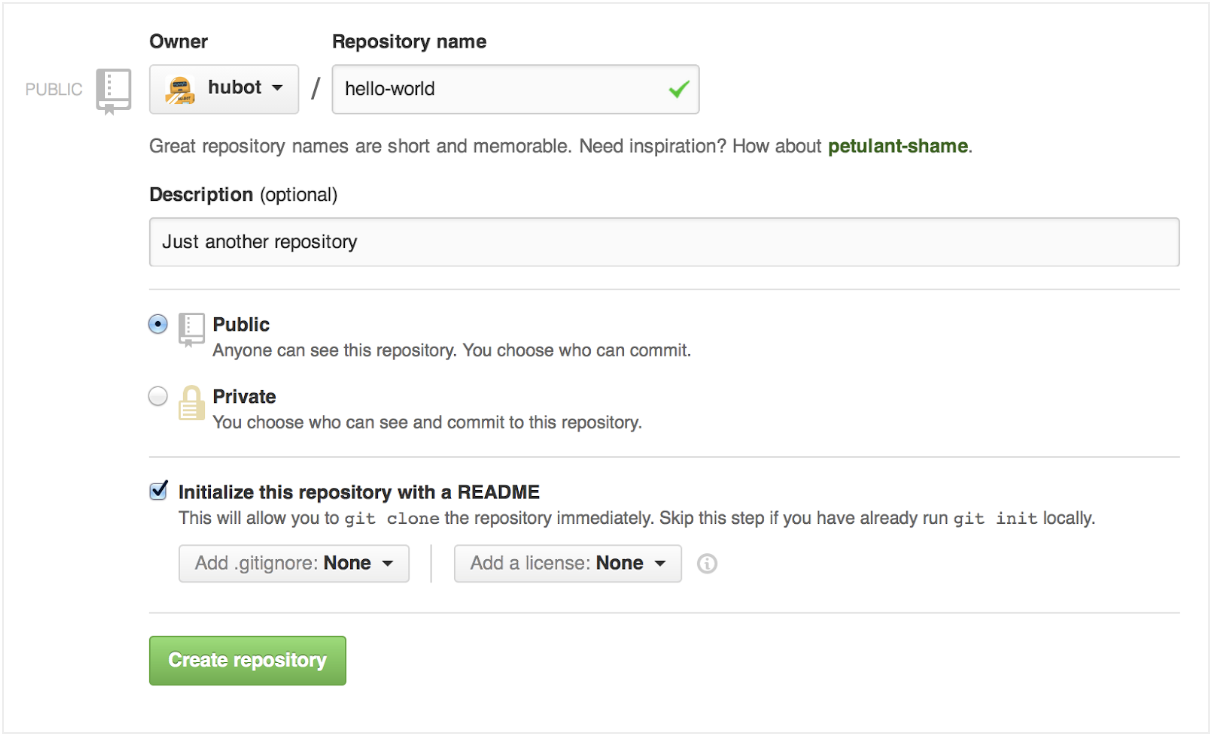 Owner Repository name
PUBLIC hubot / hello-world
Great repository names are short and memorable. Need inspiration? How about petulant-shame.
Description (optional)
Just another repository
Public
Anyone can see this repository. You choose who can commit.
Private
You choose who can see and commit to this repository.
Initialize this repository with a README
This will allow you to git clone the repository immediately. Skip this step if you have already run git init locally.
Add .gitignore: None Add a license: None
Create repository